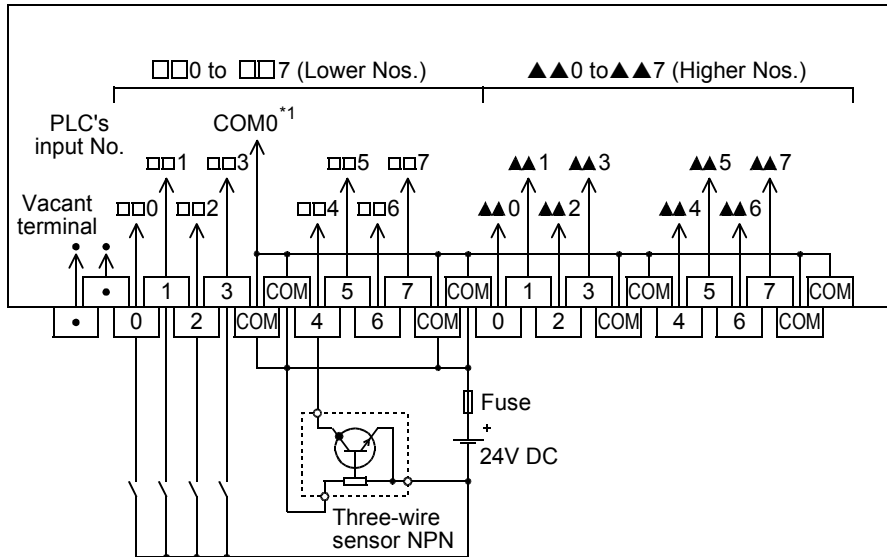 □□0 to □□7 (Lower Nos.)
▲▲0 to ▲▲7 (Higher Nos.)
PLC's
input No.
COM0*1
□□1
□□3
□□5
□□7
▲▲1
▲▲3
▲▲5
▲▲7
Vacant
terminal
□□0
□□2
□□4
□□6
▲▲0
▲▲2
▲▲4
▲▲6
• 1 3 COM 5 7 COM 1 3 COM 5 7 COM
• 0 2 COM 4 6 COM 0 2 COM 4 6 COM
Fuse
+
24V DC
Three-wire
sensor NPN